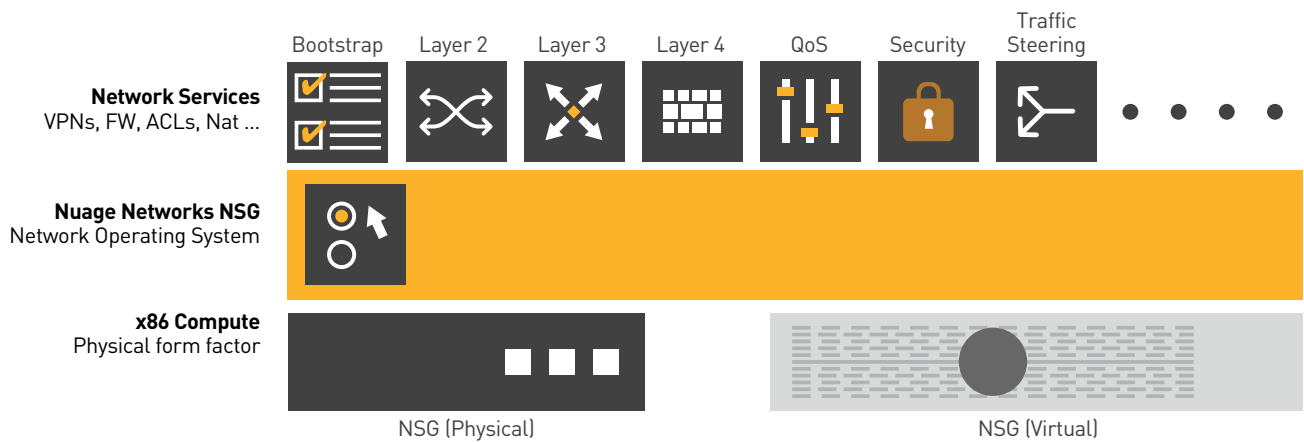 Bootstrap
Layer 2
Layer 3
Layer 4
QoS
Security
Traffic
Steering
Network Services
VPNs, FW, ACLs, Nat ...
Nuage Networks NSG
Network Operating System
x86 Compute
Physical form factor
NSG (Physical)
NSG (Virtual)